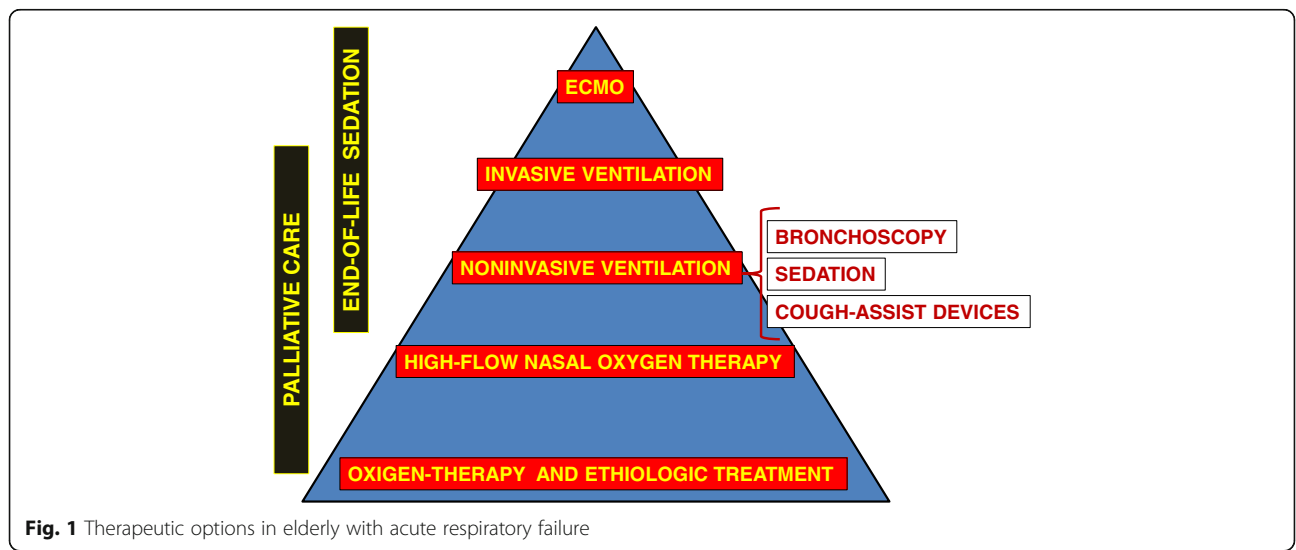 PALLIATIVE CARE
END-OF-LIFE SEDATION
ECMO
INVASIVE VENTILATION
NONINVASIVE VENTILATION
BRONCHOSCOPY
SEDATION
COUGH-ASSIST DEVICES
HIGH-FLOW NASAL OXYGEN THERAPY
OXIGEN-THERAPY AND ETHIOLOGIC TREATMENT
Fig. 1 Therapeutic options in elderly with acute respiratory failure